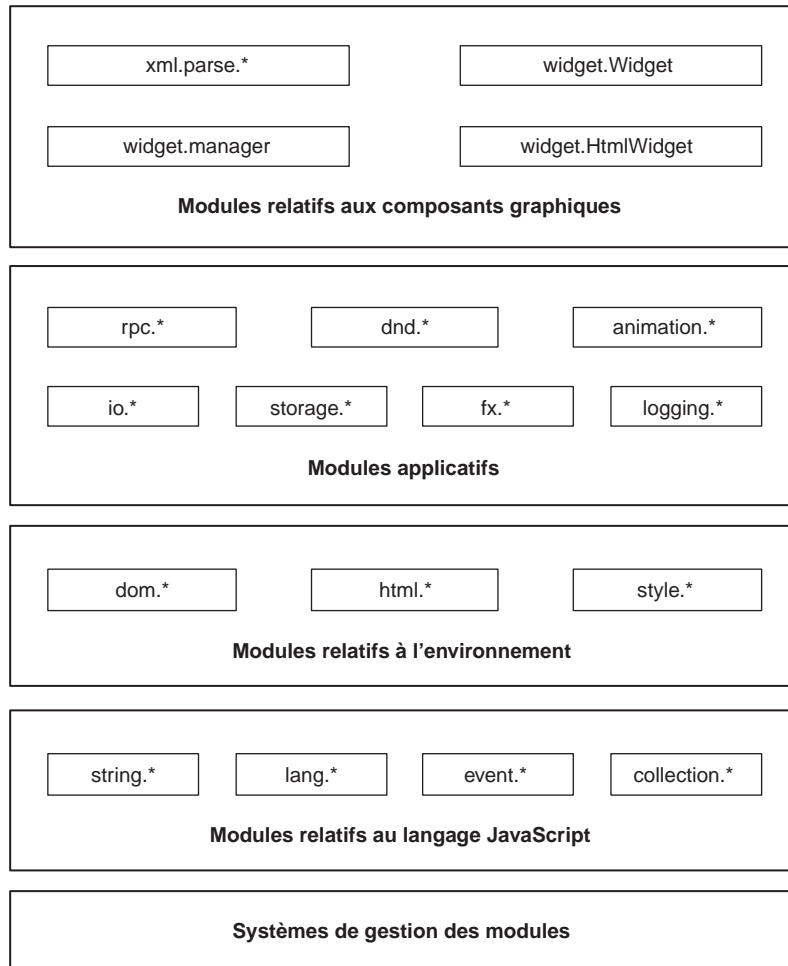 xml.parse.*
widget.Widget
widget.manager
widget.HtmlWidget
Modules relatifs aux composants graphiques
rpc.*
dnd.*
animation.*
io.*
storage.*
fx.*
logging.*
Modules applicatifs
dom.*
html.*
style.*
Modules relatifs à l’environnement
string.*
lang.*
event.*
collection.*
Modules relatifs au langage JavaScript
Systèmes de gestion des modules